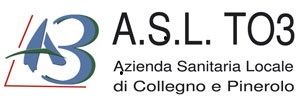 A.S.L. TO3
Azienda Sanitaria Locale
di Collegno e Pinerolo